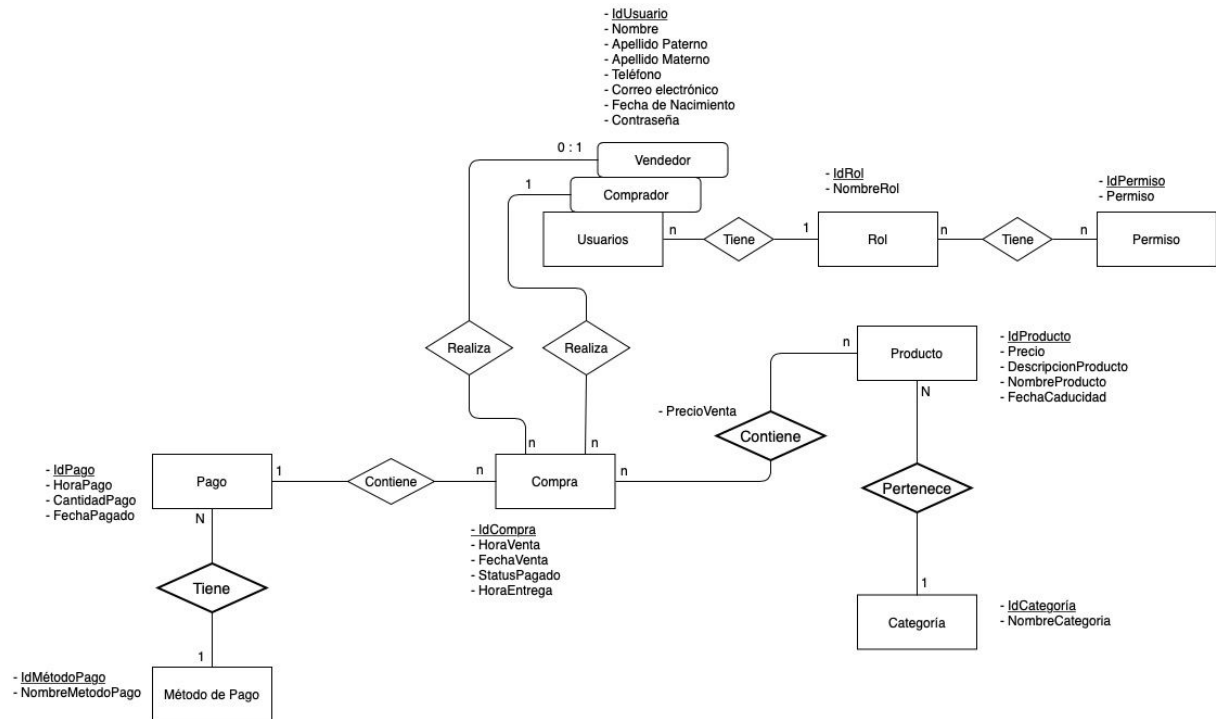 - IdUsuario
- Nombre
- Apellido Paterno
- Apellido Materno
- Teléfono
- Correo electrónico
- Fecha de Nacimiento
- Contraseña
0 : 1
Vendedor
1
Comprador
Usuarios
n
Tiene
1
- IdRol
- NombreRol
Rol
n
Tiene
n
- IdPermiso
- Permiso
Permiso
Realiza
Realiza
n
n
n
Producto
- IdProducto
- Precio
- DescripcionProducto
- NombreProducto
- FechaCaducidad
- PrecioVenta
Contiene
N
- IdPago
- HoraPago
- CantidadPago
- FechaPagado
Pago
1
Contiene
n
Compra
n
- IdCompra
- HoraVenta
- FechaVenta
- StatusPagado
- HoraEntrega
Pertenece
N
Tiene
1
1
Categoría
- IdCategoría
- NombreCategoria
- IdMétodoPago
- NombreMetodoPago
Método de Pago